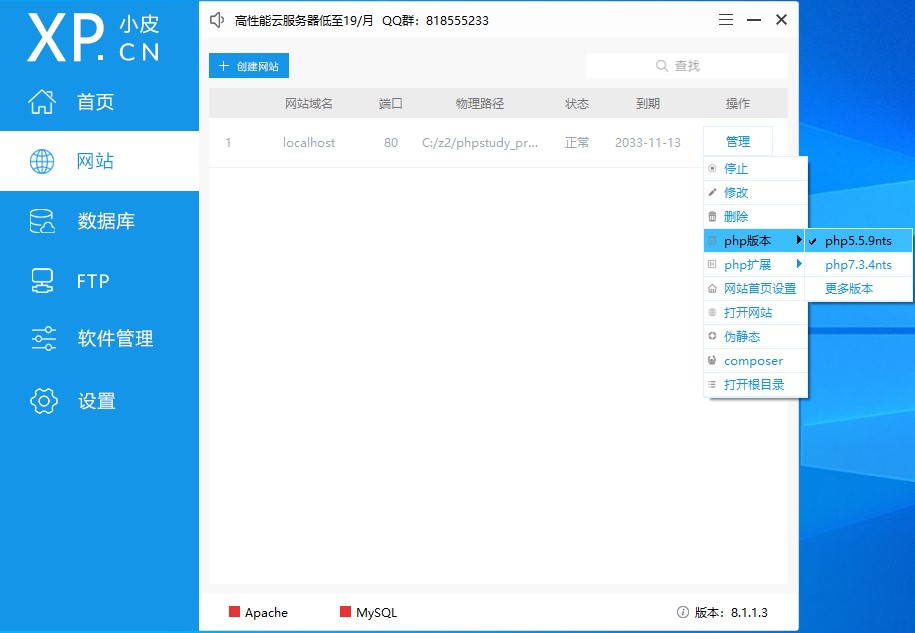 XP.CN 小皮
高性能云服务器低至19/月 QQ群：818555233
首页
网站
数据库
FTP
软件管理
设置
创建网站
查找
网站域名 端口 物理路径 状态 到期 操作
1 localhost 80 C:/z2/phpstudy_pr... 正常 2033-11-13 管理
停止
修改
删除
php版本
php扩展
网站首页设置
打开网站
伪静态
composer
打开根目录
php5.5.9nts
php7.3.4nts
更多版本
Apache MySQL 版本：8.1.1.3